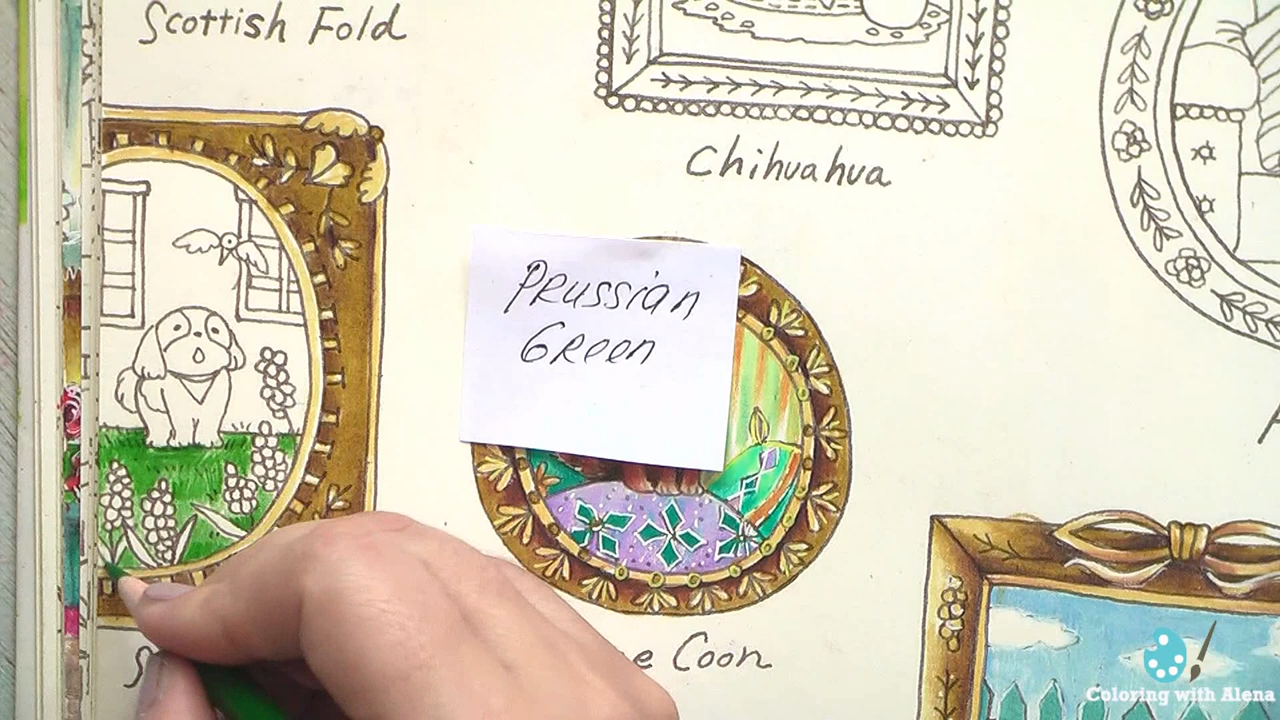 Scottish Fold
Chihuahua
Prussian
Green
Coon
Coloring with Alena